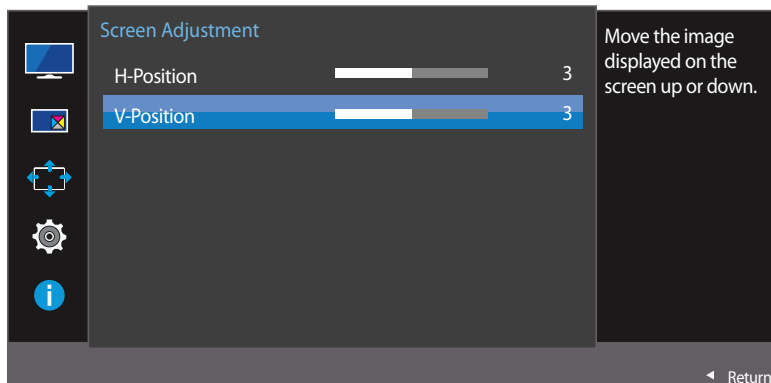 Screen Adjustment
H-Position 3
V-Position 3
Move the image
displayed on the
screen up or down.
i
Return